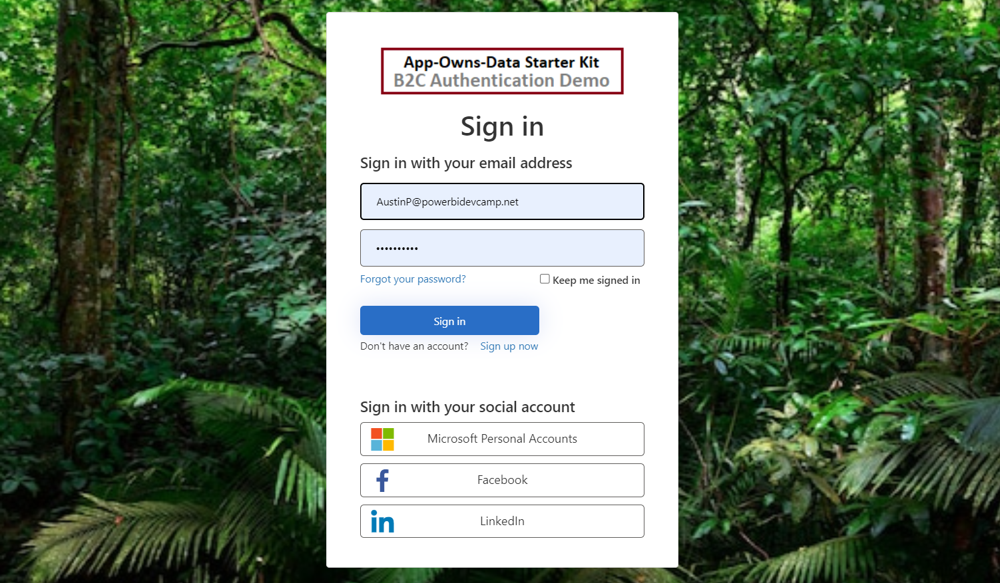 App-Owns-Data Starter Kit
B2C Authentication Demo
Sign in
Sign in with your email address
AustinP@powerbidevcamp.net
••••••••••
Forgot your password? Keep me signed in
Sign in
Don't have an account? Sign up now
Sign in with your social account
Microsoft Personal Accounts
Facebook
LinkedIn